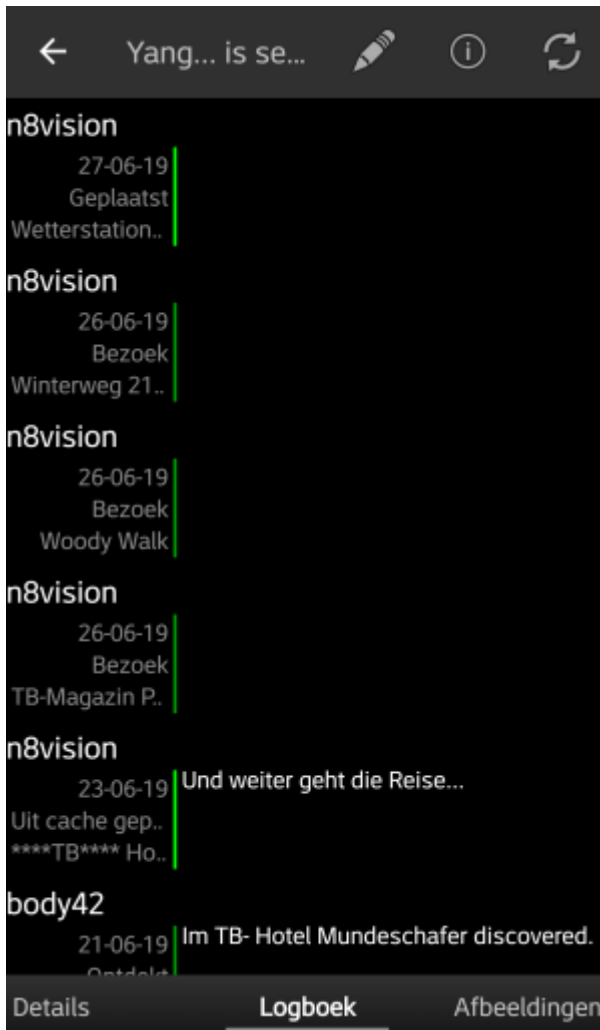 Yang... is se...
n8vision
27-06-19
Geplaatst
Wetterstation..
n8vision
26-06-19
Bezoek
Winterweg 21..
n8vision
26-06-19
Bezoek
Woody Walk
n8vision
26-06-19
Bezoek
TB-Magazin P..
n8vision
23-06-19
Uit cache gep..
****TB**** Ho..
Und weiter geht die Reise...
body42
21-06-19
Ontdekt
Im TB- Hotel Mundeschafer discovered.
Details
Logboek
Afbeeldingen